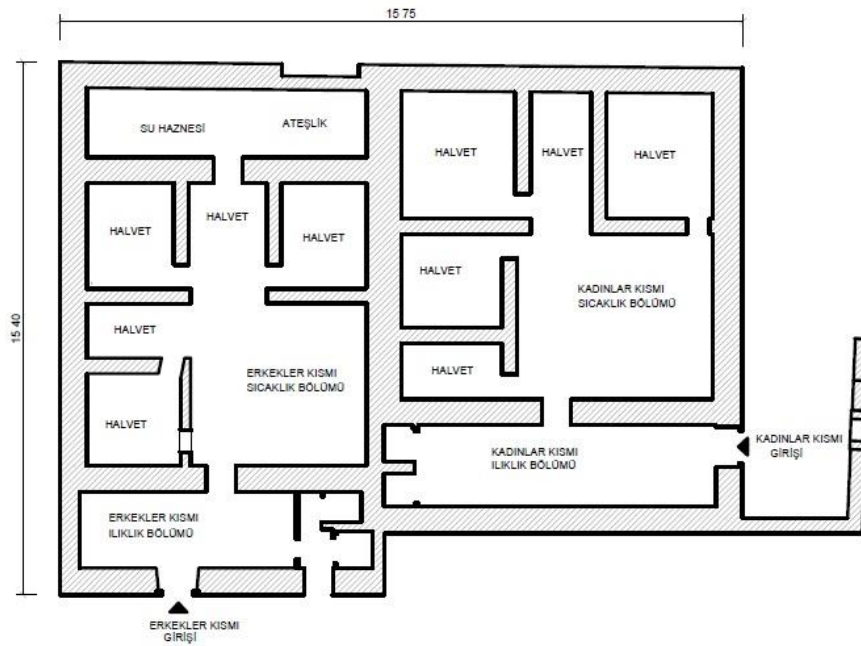 15 75
15 40
SU HAZNESİ
ATEŞLİK
HALVET
HALVET
HALVET
HALVET
HALVET
HALVET
HALVET
HALVET
HALVET
HALVET
HALVET
KADINLAR KISMI
SICAKLIK BÖLÜMÜ
ERKEKLER KISMI
SICAKLIK BÖLÜMÜ
KADINLAR KISMI
ILIKLIK BÖLÜMÜ
KADINLAR KISMI
GİRİŞİ
ERKEKLER KISMI
ILIKLIK BÖLÜMÜ
ERKEKLER KISMI
GİRİŞİ